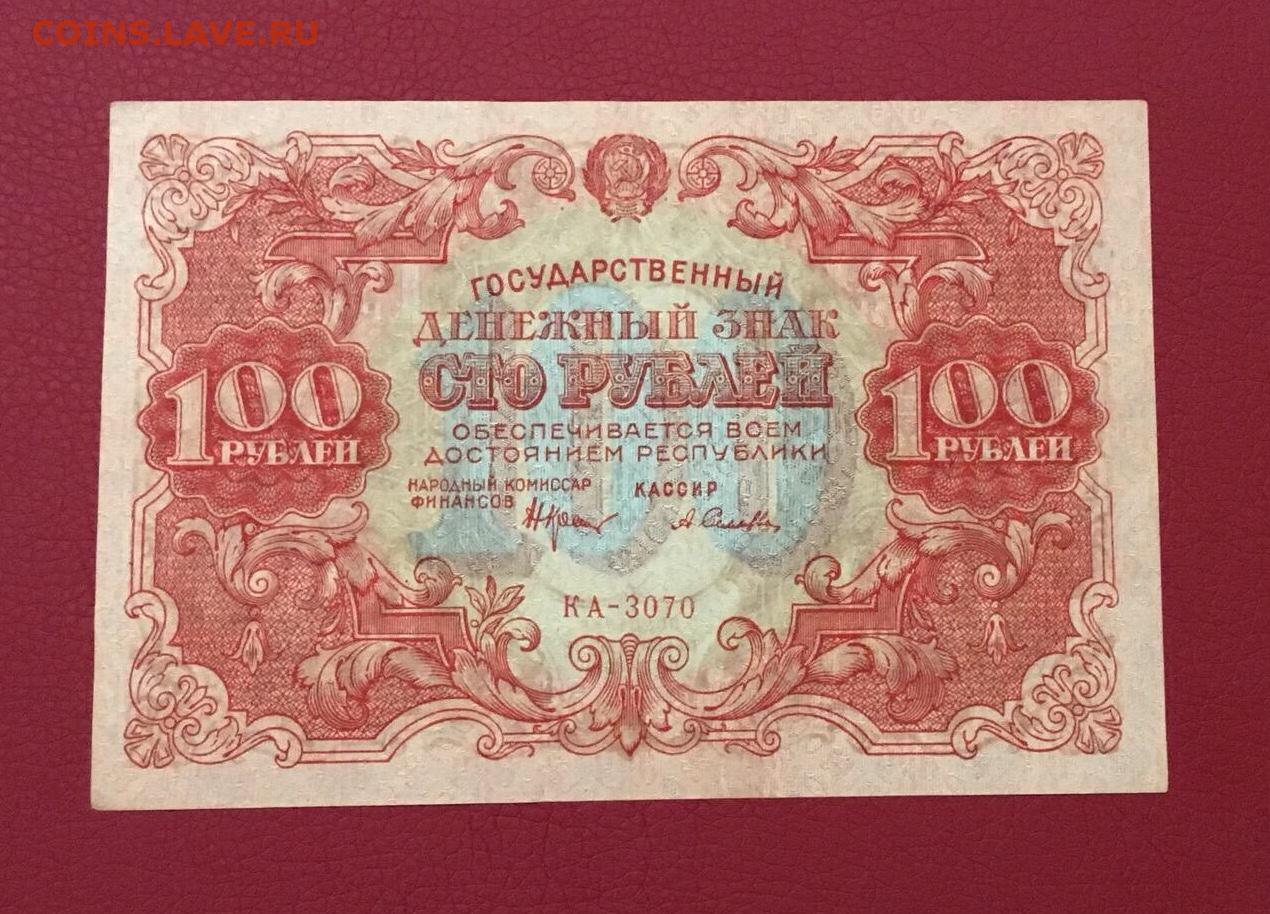 COINS.LAVE.RU
ГОСУДАРСТВЕННЫЙ
ДЕНЕЖНЫЙ ЗНАК
СТО РУБЛЕЙ
100
РУБЛЕЙ
100
РУБЛЕЙ
100
ОБЕСПЕЧИВАЕТСЯ ВСЕМ
ДОСТОЯНИЕМ РЕСПУБЛИКИ
НАРОДНЫЙ КОМИССАР
ФИНАНСОВ
КАССИР
КА-3070